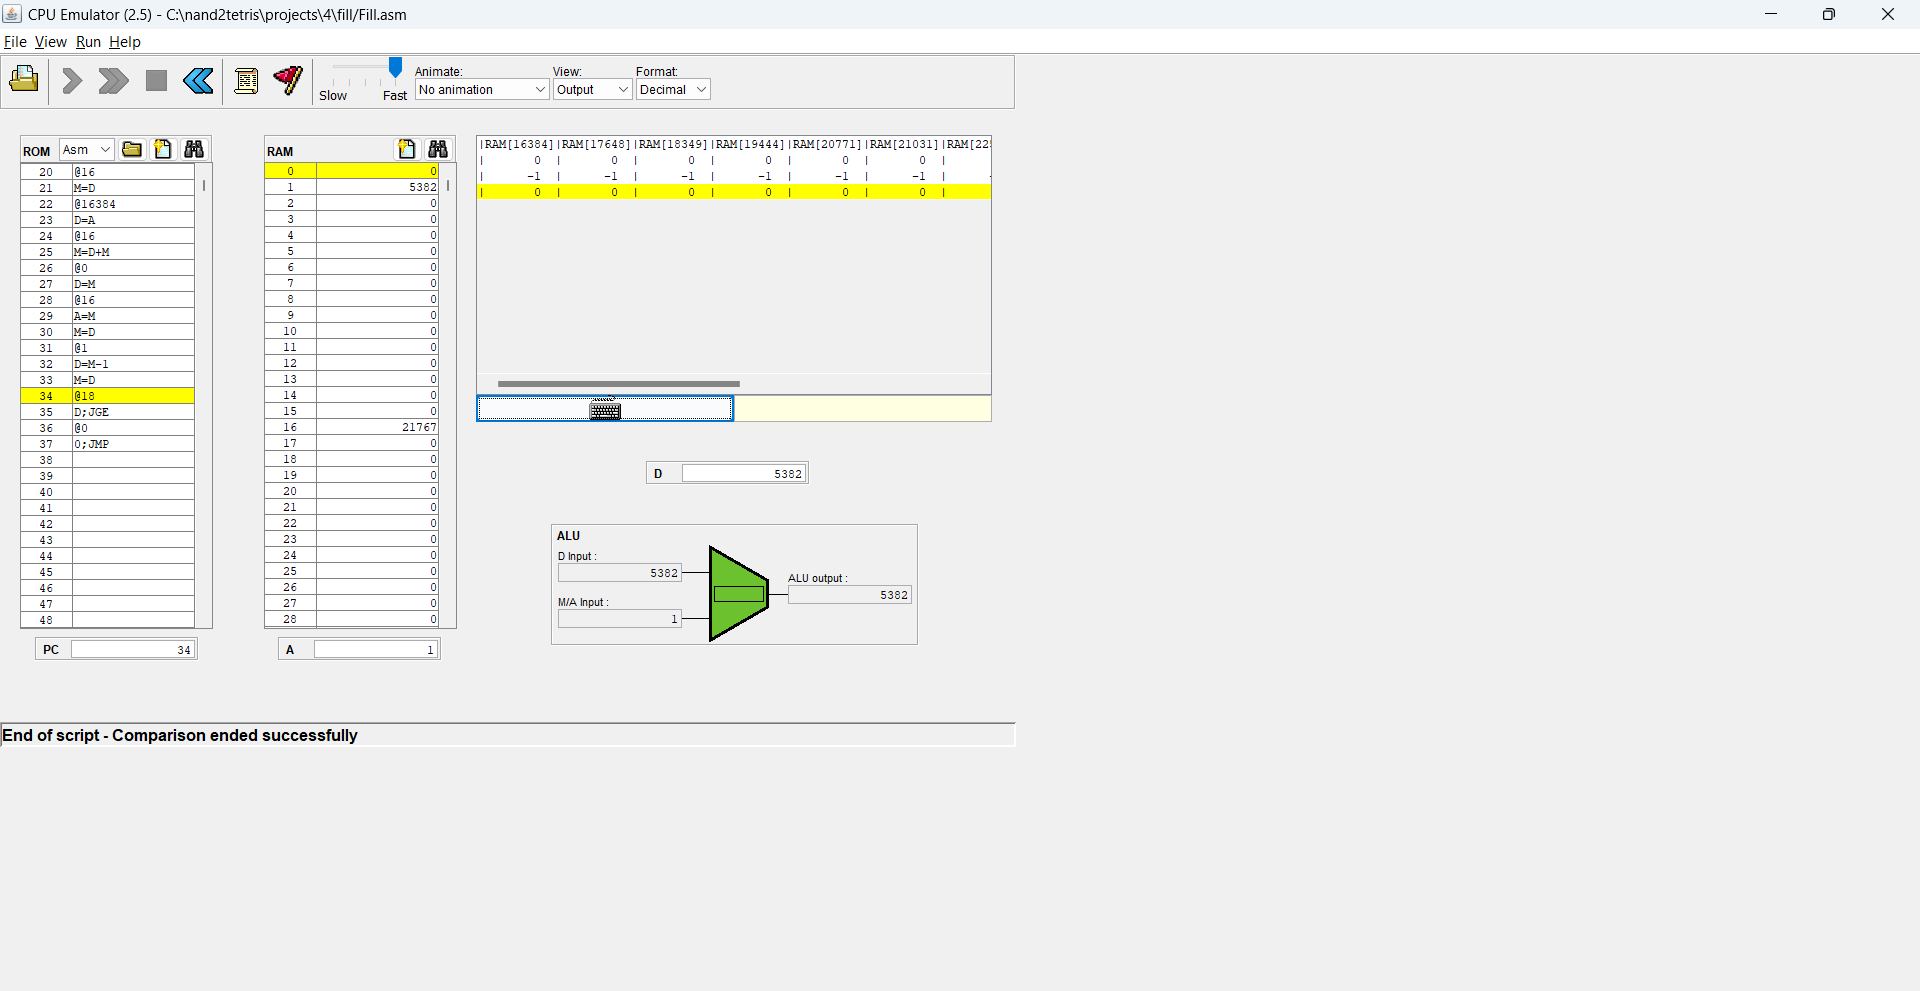 CPU Emulator (2.5) - C:\nand2tetris\projects\4\fill/Fill.asm
File View Run Help
Slow Fast
Animate: View: Format:
No animation Output Decimal
ROM Asm
20 @16
21 M=D
22 @16384
23 D=A
24 @16
25 M=D+M
26 @0
27 D=M
28 @16
29 A=M
30 M=D
31 @1
32 D=M-1
33 M=D
34 @18
35 D;JGE
36 @0
37 0;JMP
38
39
40
41
42
43
44
45
46
47
48
PC 34
RAM
0 0
1 5382
2 0
3 0
4 0
5 0
6 0
7 0
8 0
9 0
10 0
11 0
12 0
13 0
14 0
15 0
16 21767
17 0
18 0
19 0
20 0
21 0
22 0
23 0
24 0
25 0
26 0
27 0
28 0
A 1
|RAM[16384]|RAM[17648]|RAM[18349]|RAM[19444]|RAM[20771]|RAM[21031]|RAM[225
| 0 | 0 | 0 | 0 | 0 | 0 |
| -1 | -1 | -1 | -1 | -1 | -1 |
| 0 | 0 | 0 | 0 | 0 | 0 |
D 5382
ALU
D Input :
5382
M/A Input :
1
ALU output :
5382
End of script - Comparison ended successfully